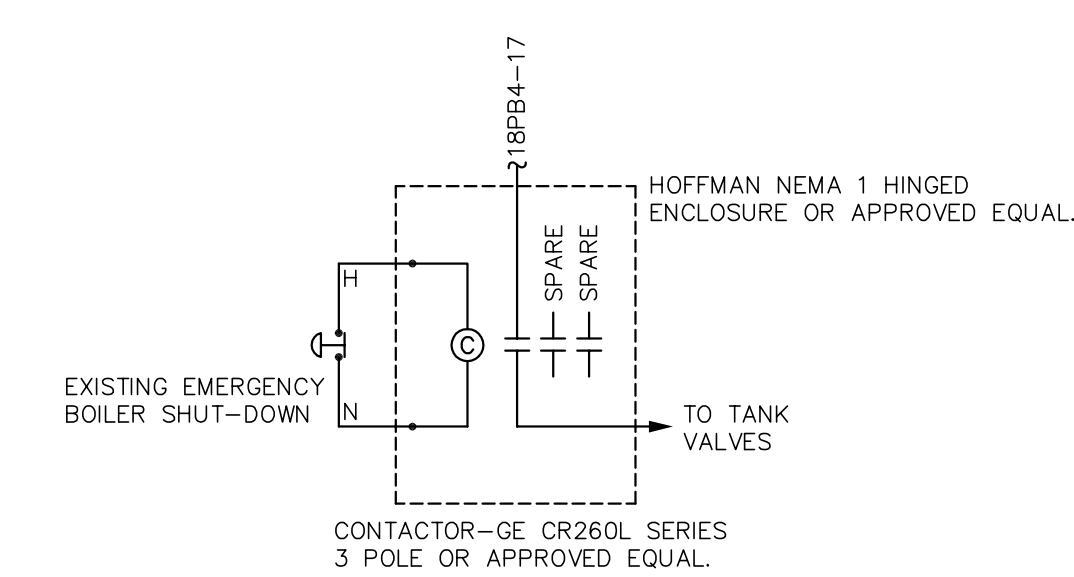 18PB4-17
HOFFMAN NEMA 1 HINGED
ENCLOSURE OR APPROVED EQUAL.
SPARE
SPARE
H
C
EXISTING EMERGENCY
BOILER SHUT-DOWN
N
TO TANK
VALVES
CONTACTOR-GE CR260L SERIES
3 POLE OR APPROVED EQUAL.